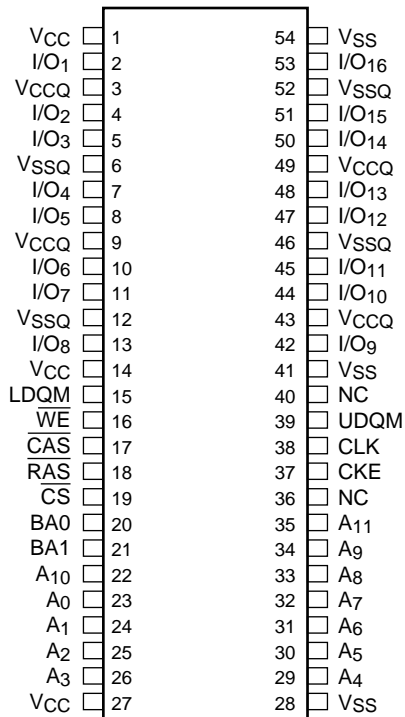 VCC 1 54 VSS
I/O1 2 53 I/O16
VCCQ 3 52 VSSQ
I/O2 4 51 I/O15
I/O3 5 50 I/O14
VSSQ 6 49 VCCQ
I/O4 7 48 I/O13
I/O5 8 47 I/O12
VCCQ 9 46 VSSQ
I/O6 10 45 I/O11
I/O7 11 44 I/O10
VSSQ 12 43 VCCQ
I/O8 13 42 I/O9
VCC 14 41 VSS
LDQM 15 40 NC
WE 16 39 UDQM
CAS 17 38 CLK
RAS 18 37 CKE
CS 19 36 NC
BA0 20 35 A11
BA1 21 34 A9
A10 22 33 A8
A0 23 32 A7
A1 24 31 A6
A2 25 30 A5
A3 26 29 A4
VCC 27 28 VSS